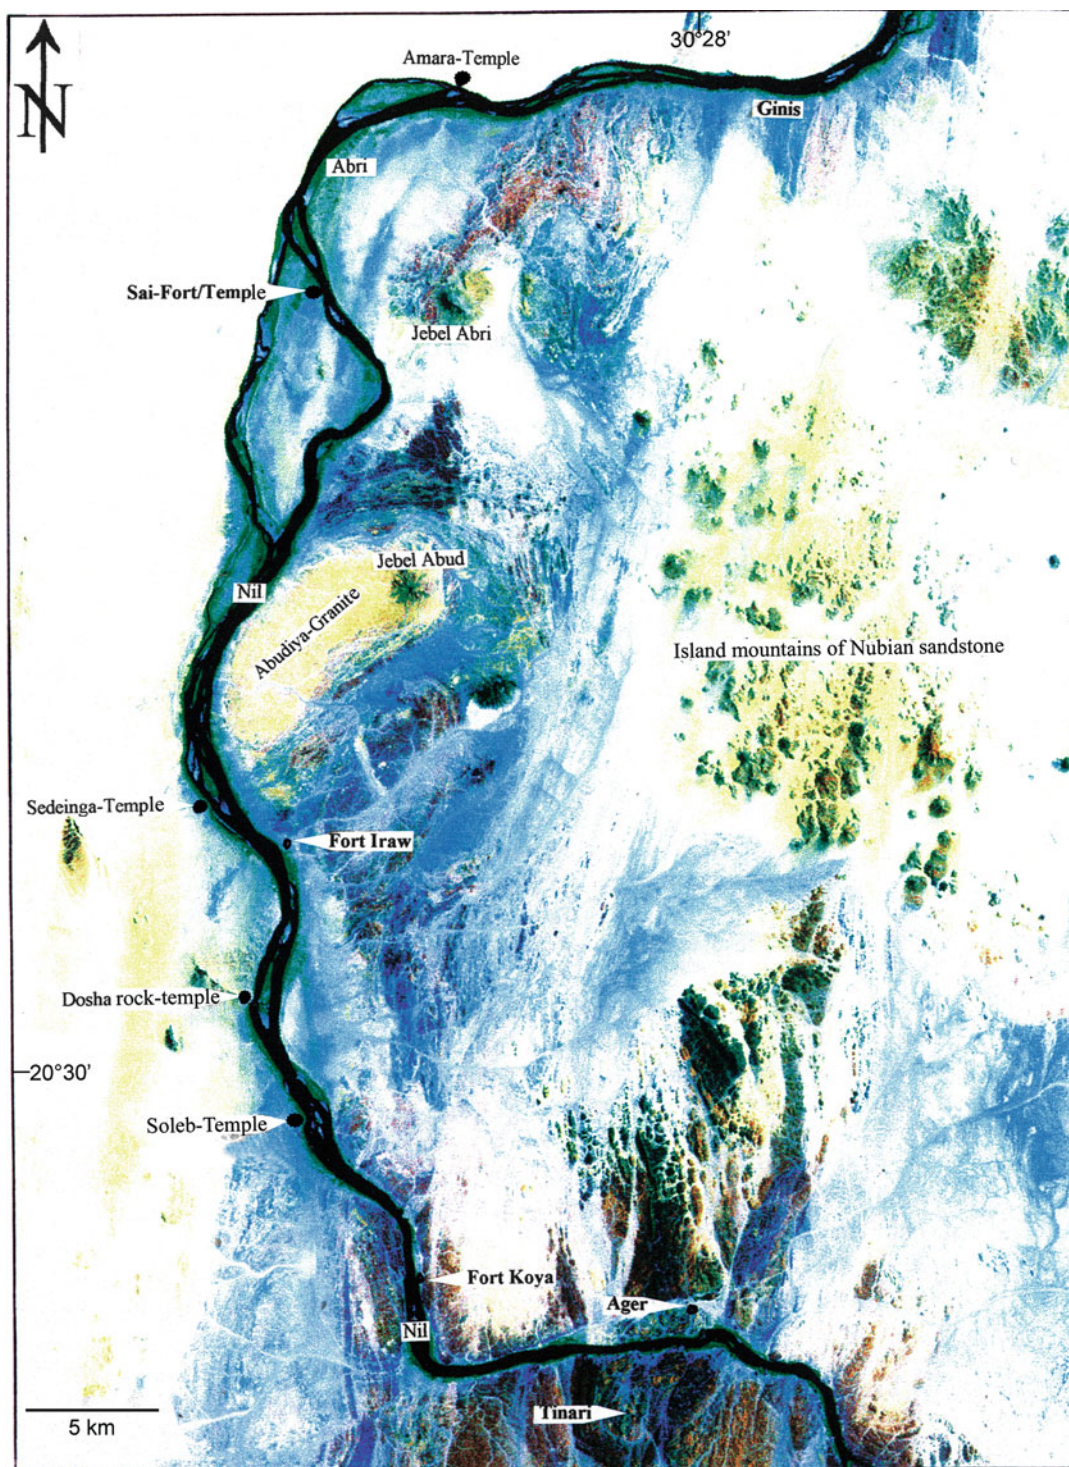 30°28'
Amara-Temple
N
Ginis
Abri
Sai-Fort/Temple
Jebel Abri
Jebel Abud
Nil
Abudiya-Granite
Island mountains of Nubian sandstone
Sedeinga-Temple
Fort Iraw
Dosha rock-temple
20°30'
Soleb-Temple
Fort Koya
Ager
Nil
Tinari
5 km